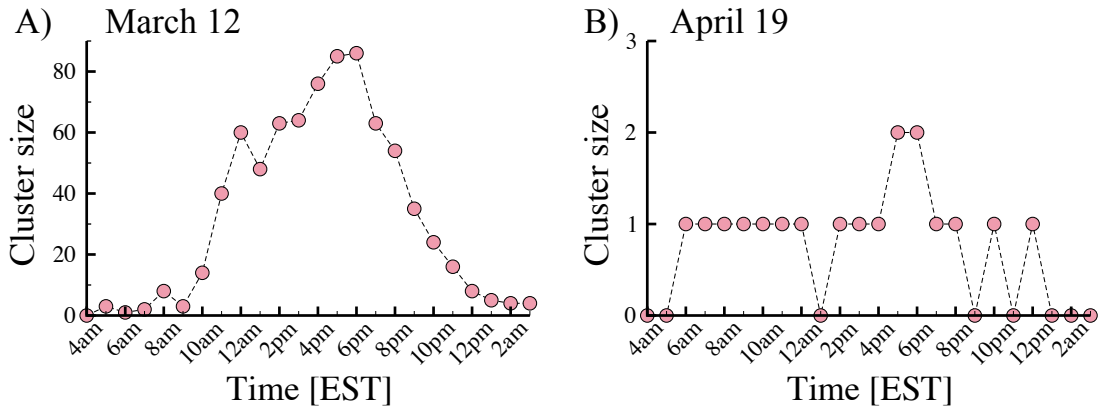 A) March 12
Cluster size
80
60
40
20
0
4am 6am 8am 10am 12am 2pm 4pm 6pm 8pm 10pm 12pm 2am
Time [EST]
B) April 19
Cluster size
3
2
1
0
4am 6am 8am 10am 12am 2pm 4pm 6pm 8pm 10pm 12pm 2am
Time [EST]